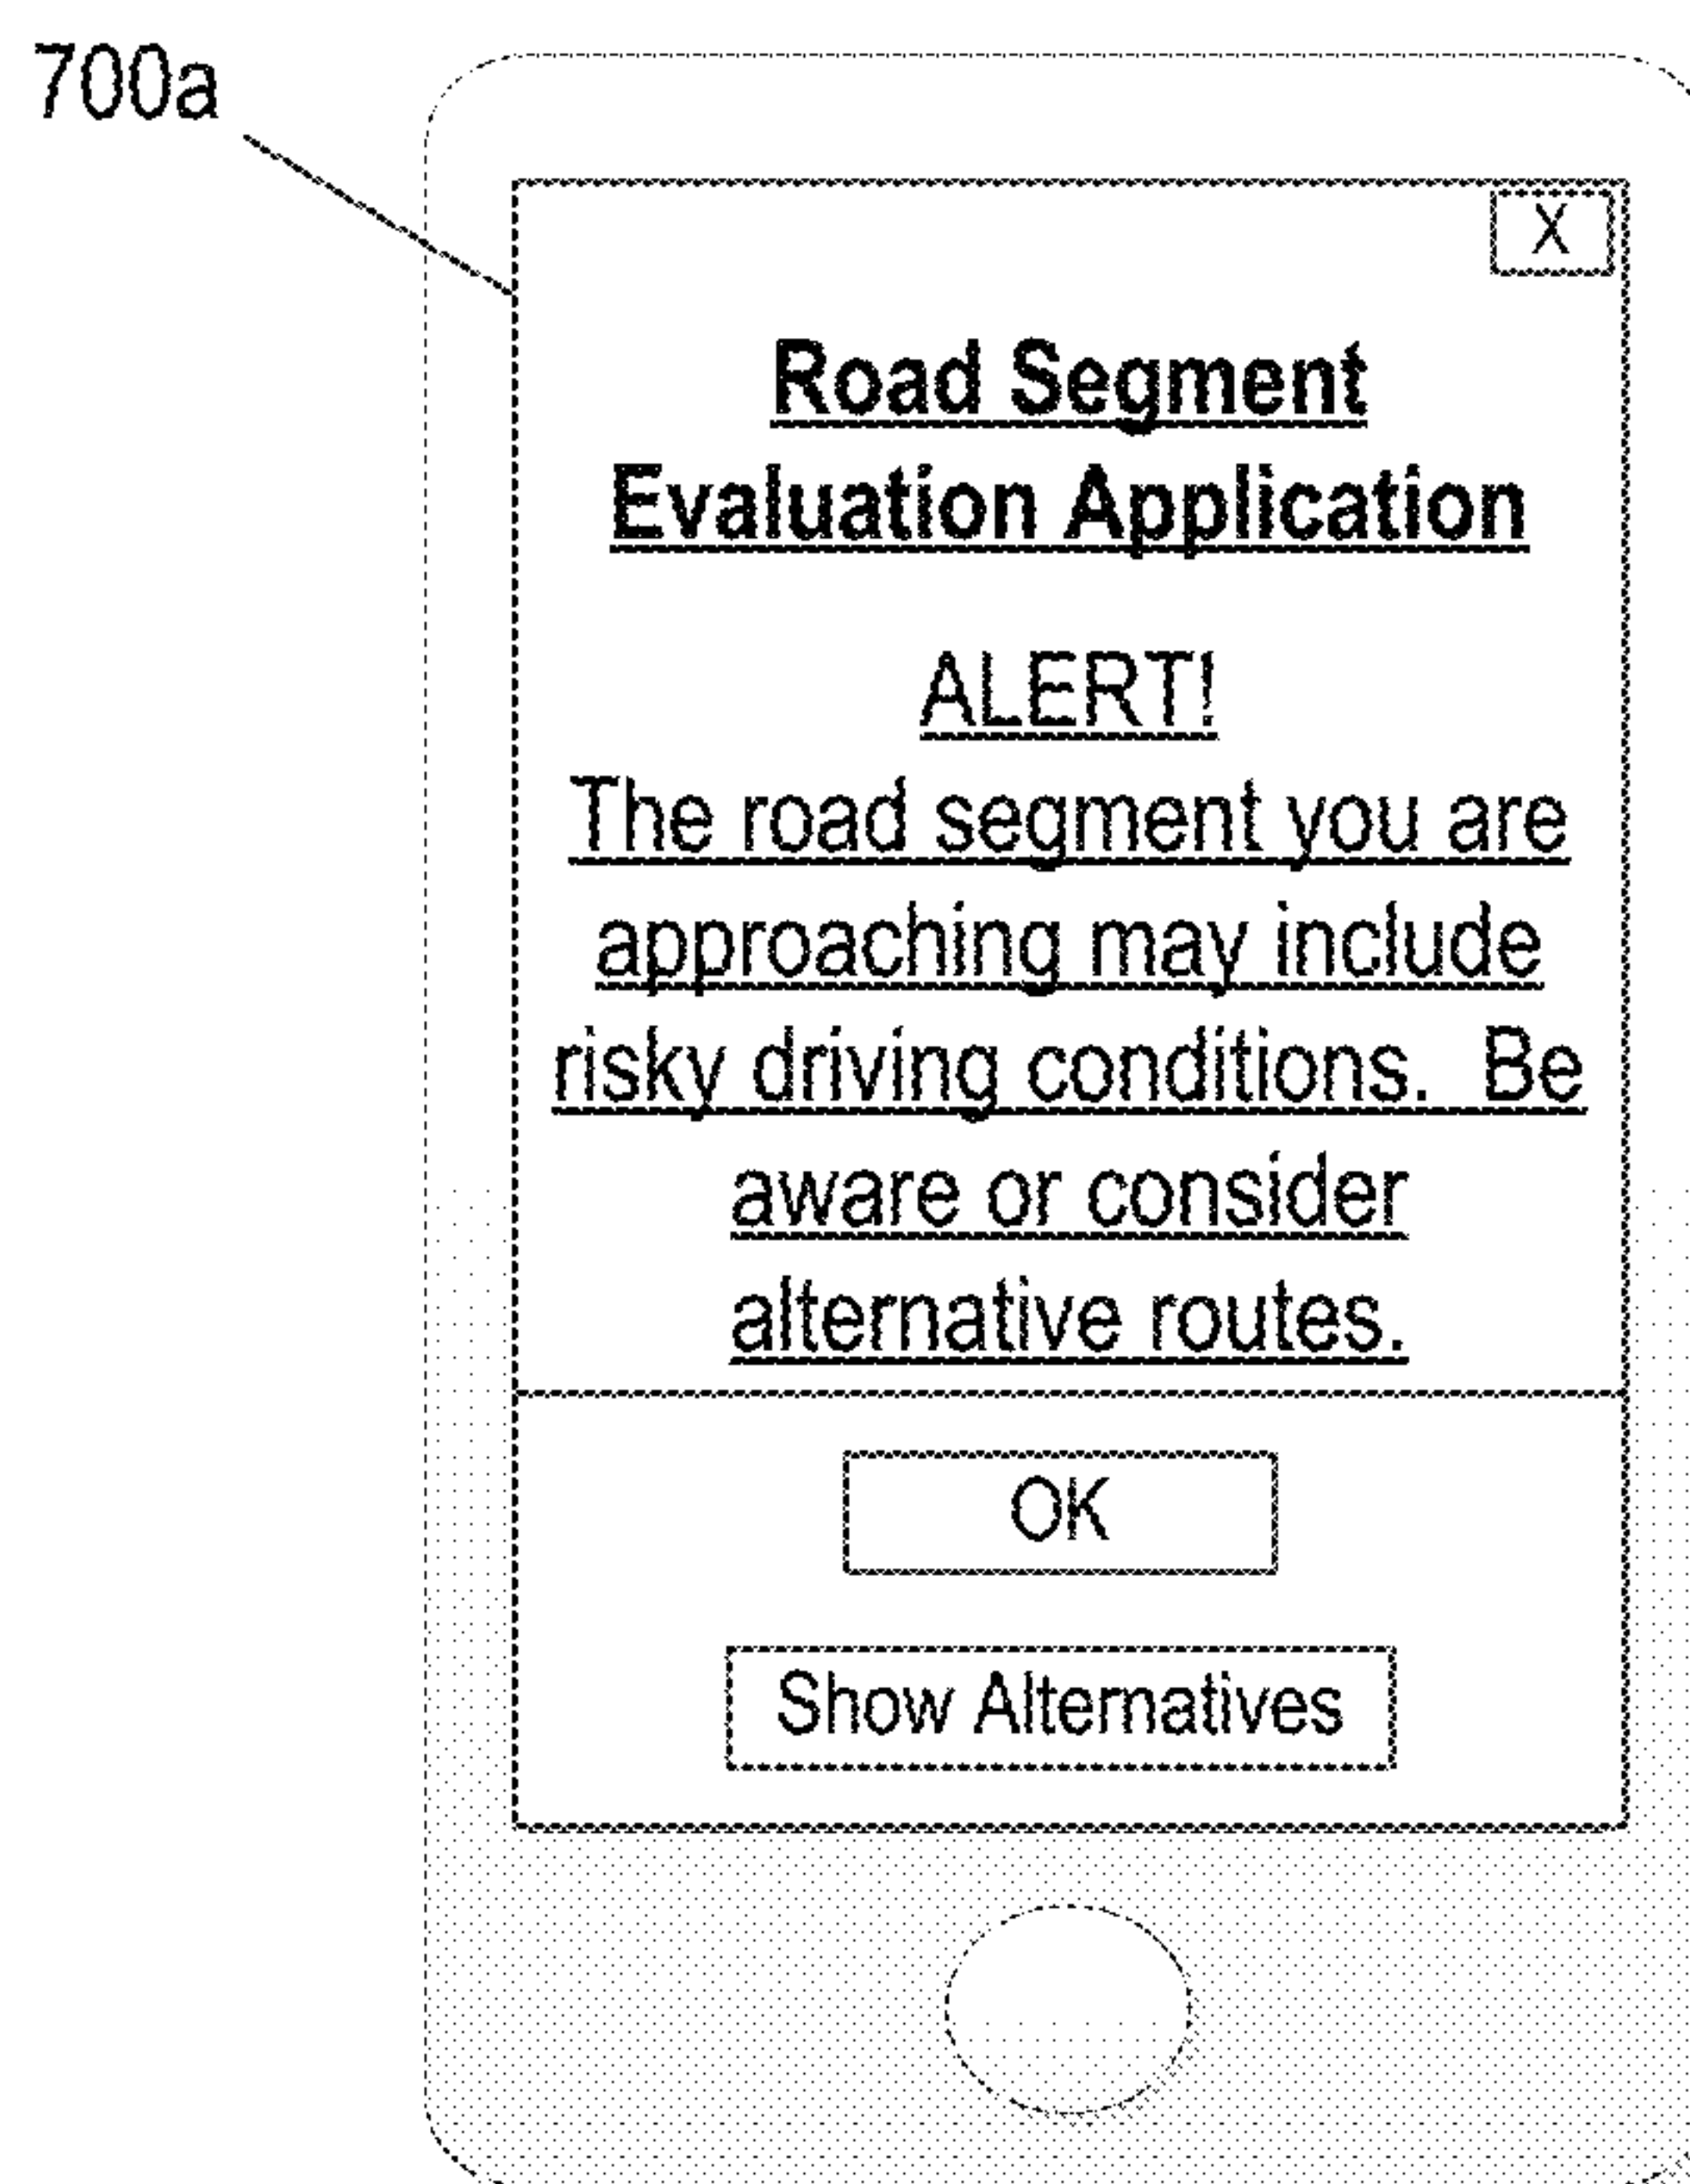 700a
X
Road Segment
Evaluation Application
ALERT!
The road segment you are
approaching may include
risky driving conditions.  Be
aware or consider
alternative routes.
OK
Show Alternatives